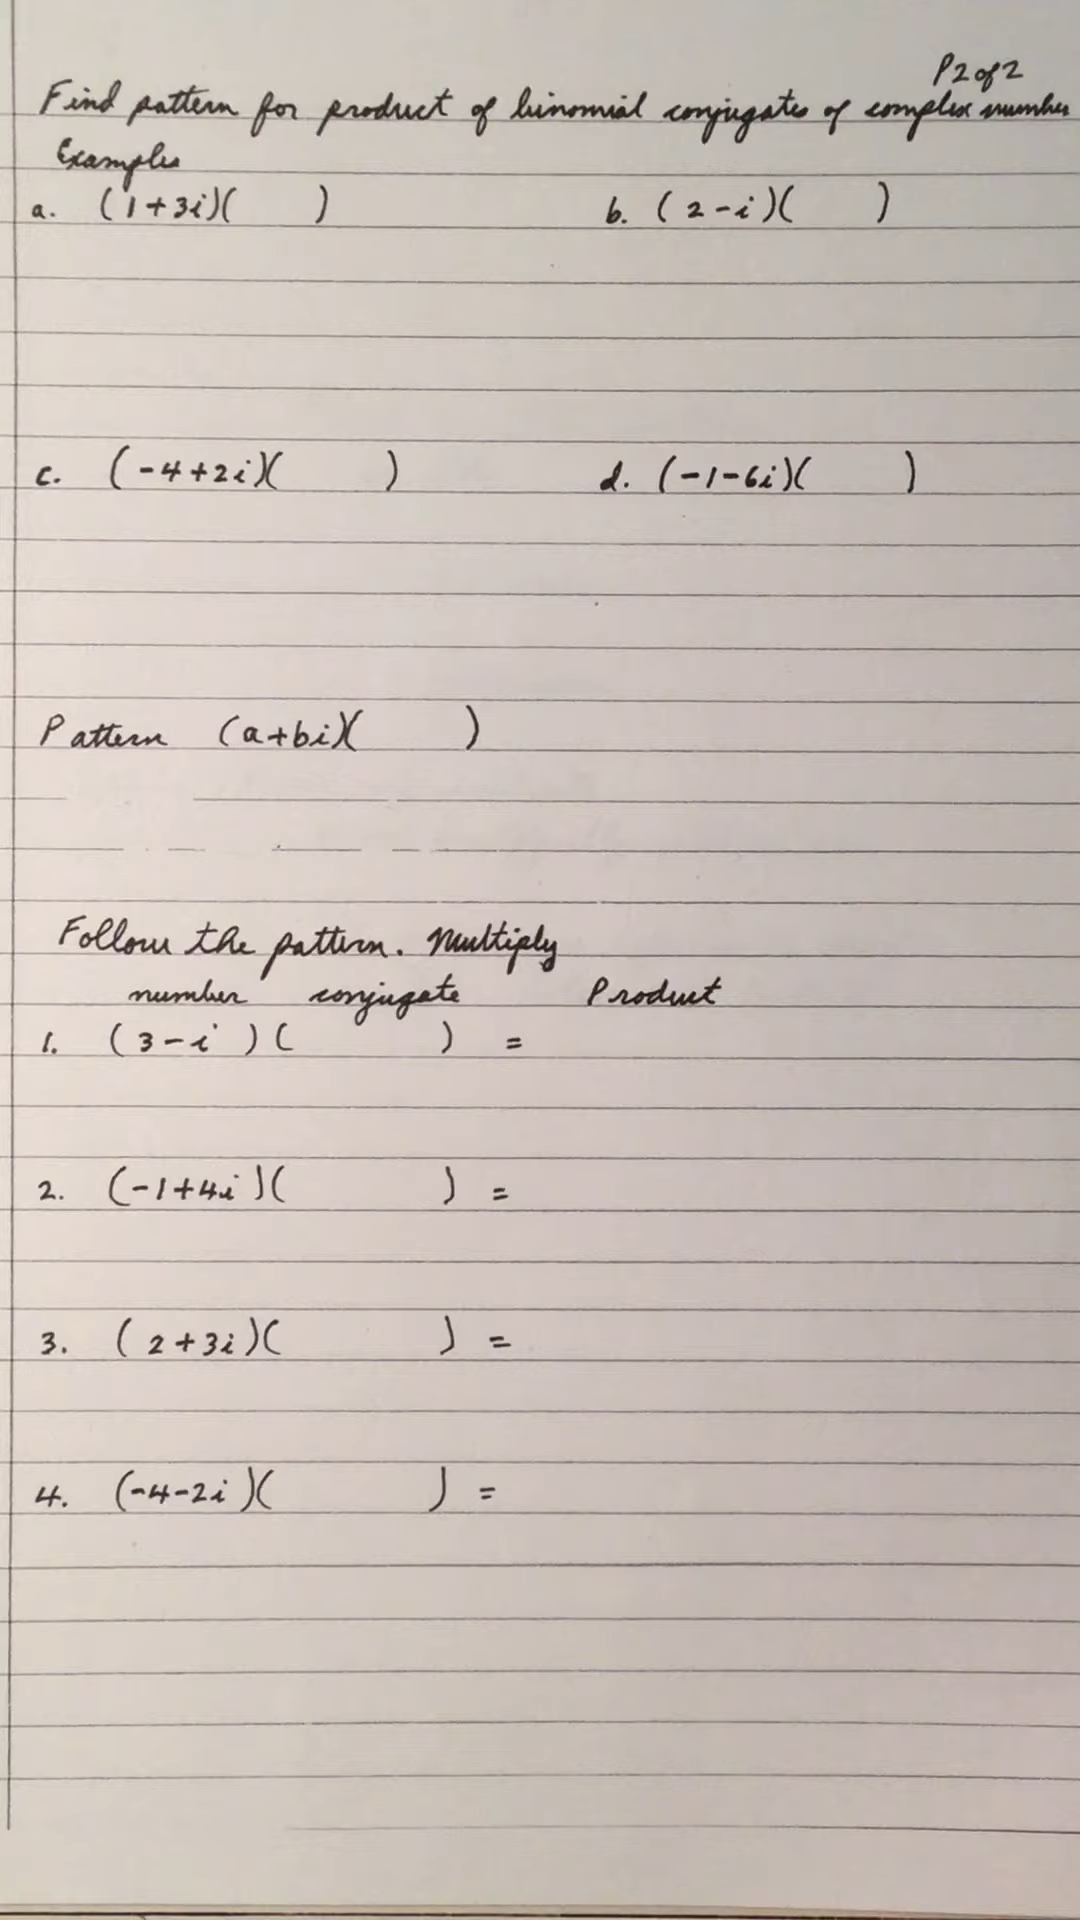 P2 of 2
Find pattern for product of binomial conjugates of complex number
Examples
a. (1+3i)(      )   b. (2-i)(      )
c. (-4+2i)(      )   d. (-1-6i)(      )
Pattern (a+bi)(      )
Follow the pattern. Multiply
number conjugate Product
1. (3-i)(      ) =
2. (-1+4i)(      ) =
3. (2+3i)(      ) =
4. (-4-2i)(      ) =